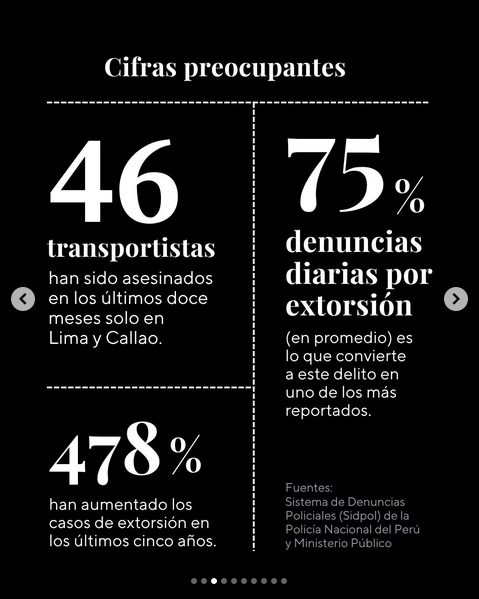 Cifras preocupantes
46
transportistas
han sido asesinados
en los últimos doce
meses solo en
Lima y Callao.
478%
han aumentado los
casos de extorsión en
los últimos cinco años.
75%
denuncias
diarias por
extorsión
(en promedio) es
lo que convierte
a este delito en
uno de los más
reportados.
Fuentes:
Sistema de Denuncias
Policiales (Sidpol) de la
Policía Nacional del Perú
y Ministerio Público